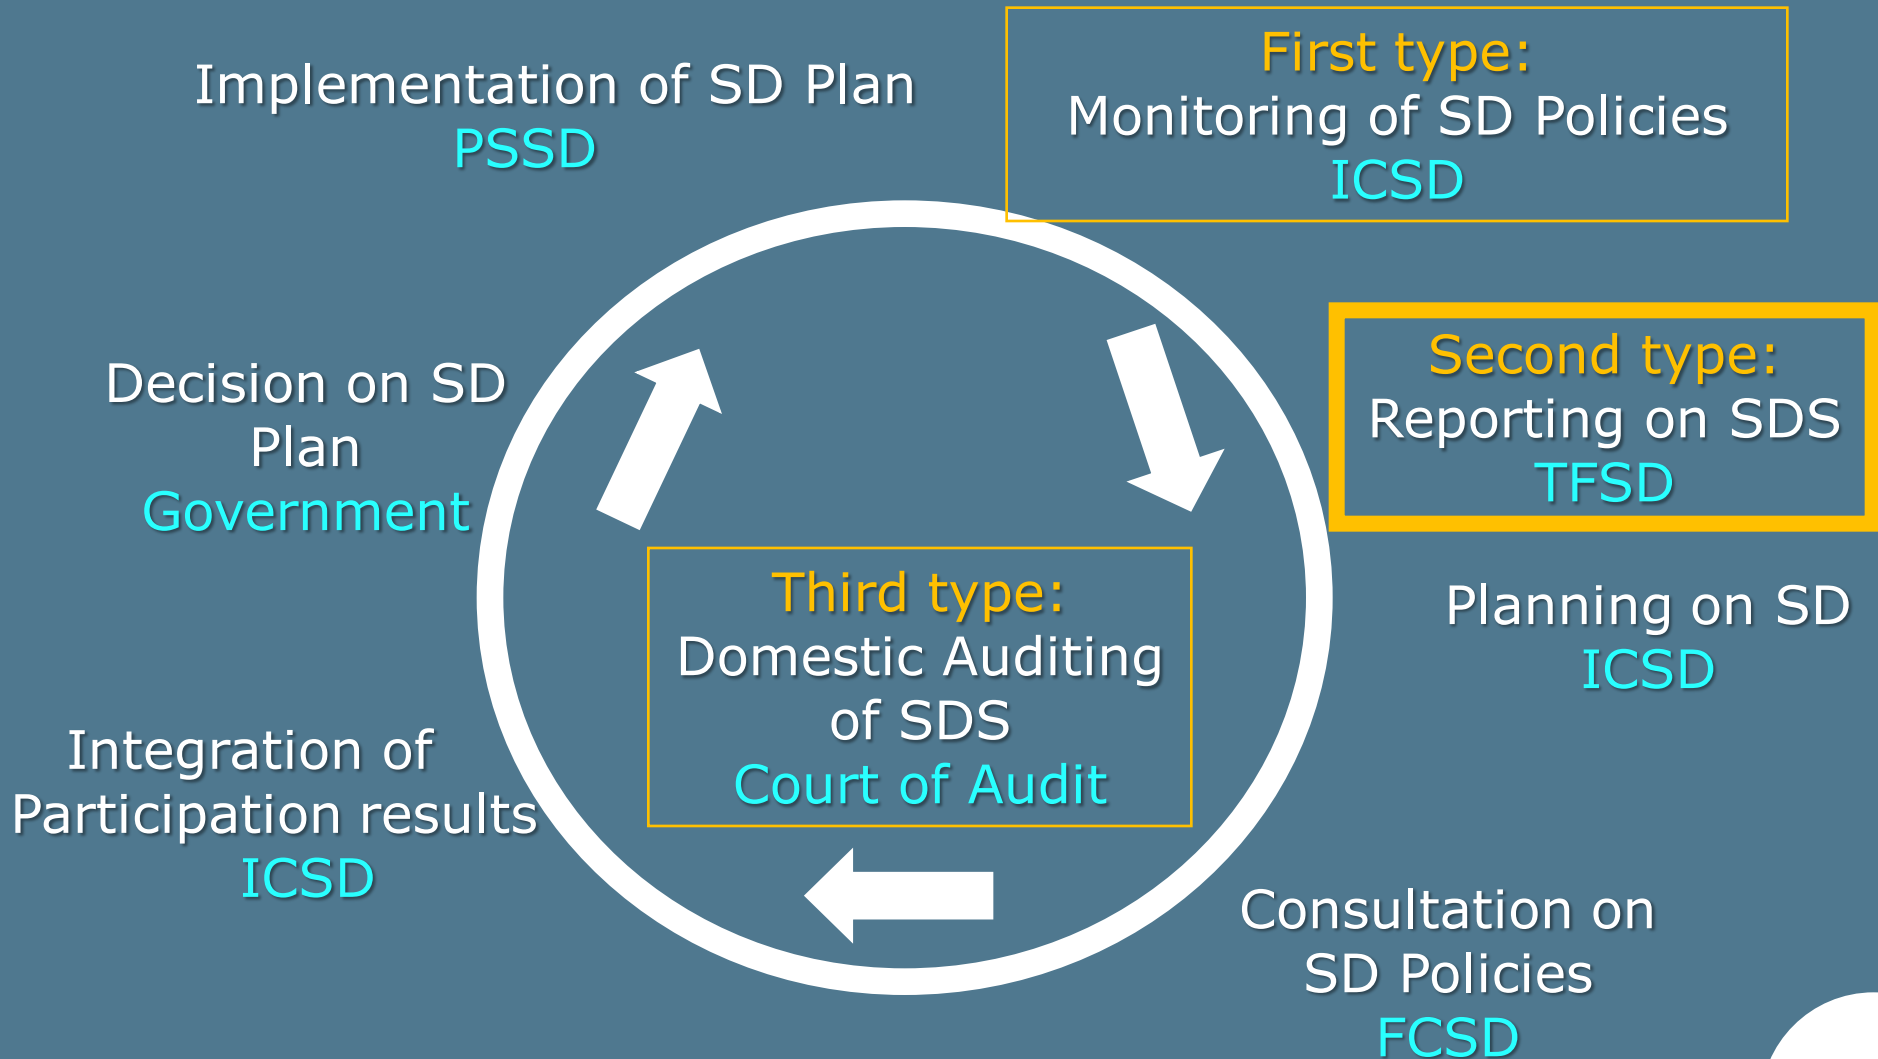 Implementation of SD Plan
PSSD
First type:
Monitoring of SD Policies
ICSD
Second type:
Reporting on SDS
TFSD
Planning on SD
ICSD
Consultation on
SD Policies
FCSD
Integration of
Participation results
ICSD
Decision on SD
Plan
Government
Third type:
Domestic Auditing
of SDS
Court of Audit